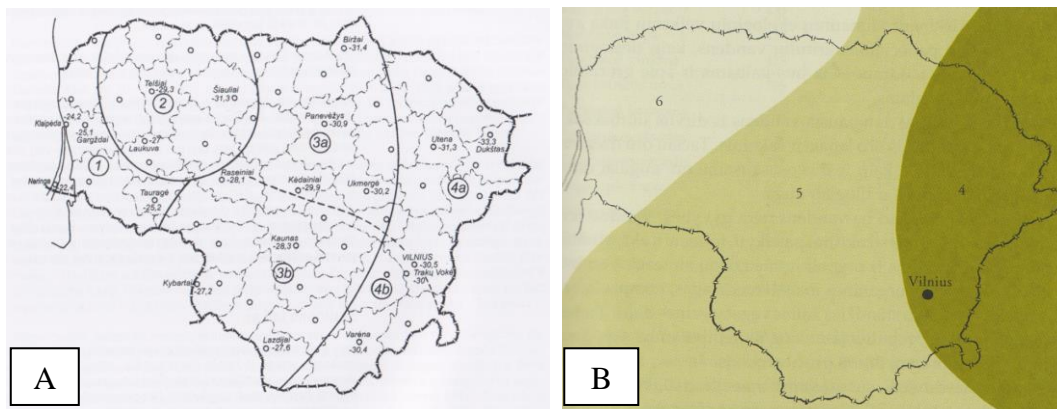 Biržai
-31,4
Telšiai
-29,3
2
Šiauliai
-31,3
-24,2
Klaipėda
-25,1
Gargždai
Panevėžys
-30,9
3a
-33,3
Dukštas
Utena
-31,3
-27
Laukuva
1
Raseiniai
-28,1
Kėdainiai
-29,9
Ukmergė
-30,2
4a
Neringa
-22,4
Tauragė
-25,2
Kaunas
-28,3
3b
VILNIUS
-30,5
Trakų Vokė
-30
4b
Kybartai
-27,2
Lazdijai
-27,6
Varėna
-30,4
A
6
5
4
Vilnius
B